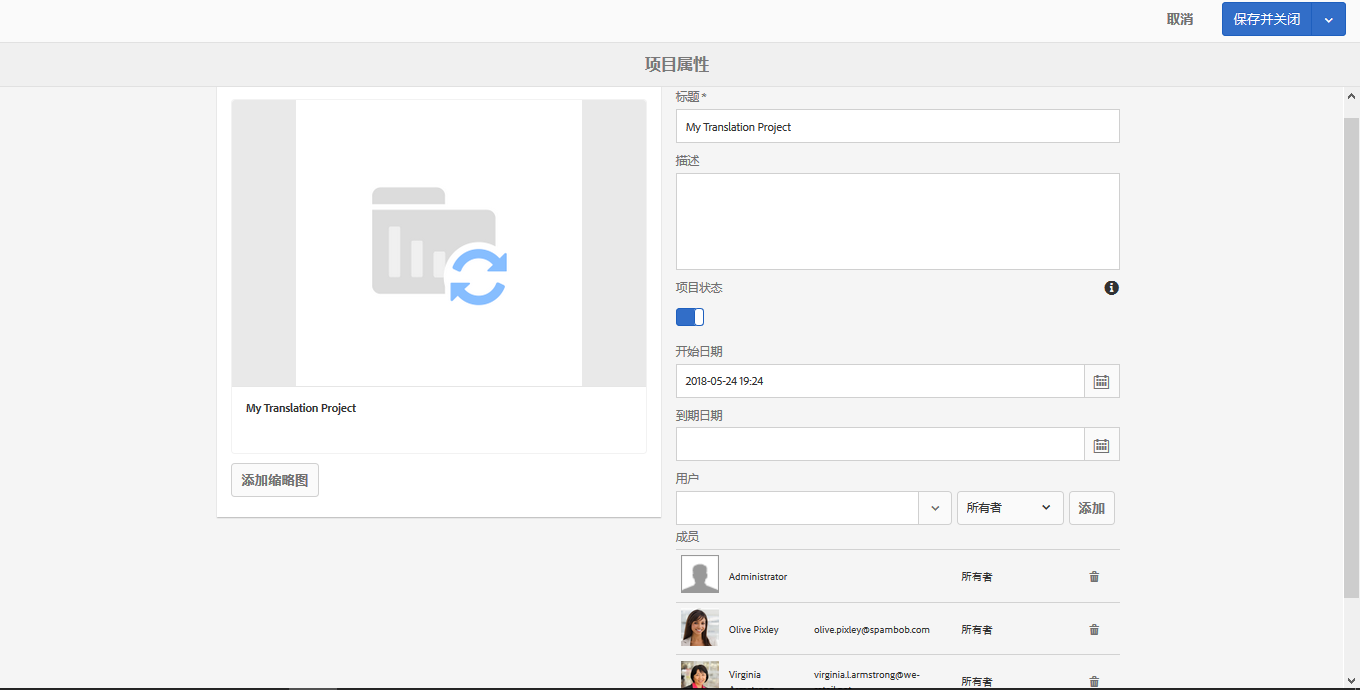 取消
保存并关闭
项目属性
My Translation Project
添加缩略图
标题*
My Translation Project
描述
项目状态
开始日期
2018-05-24 19:24
到期日期
用户
所有者
添加
成员
Administrator 所有者
Olive Pixley olive.pixley@spambob.com 所有者
Virginia virginia.l.armstrong@we- 所有者